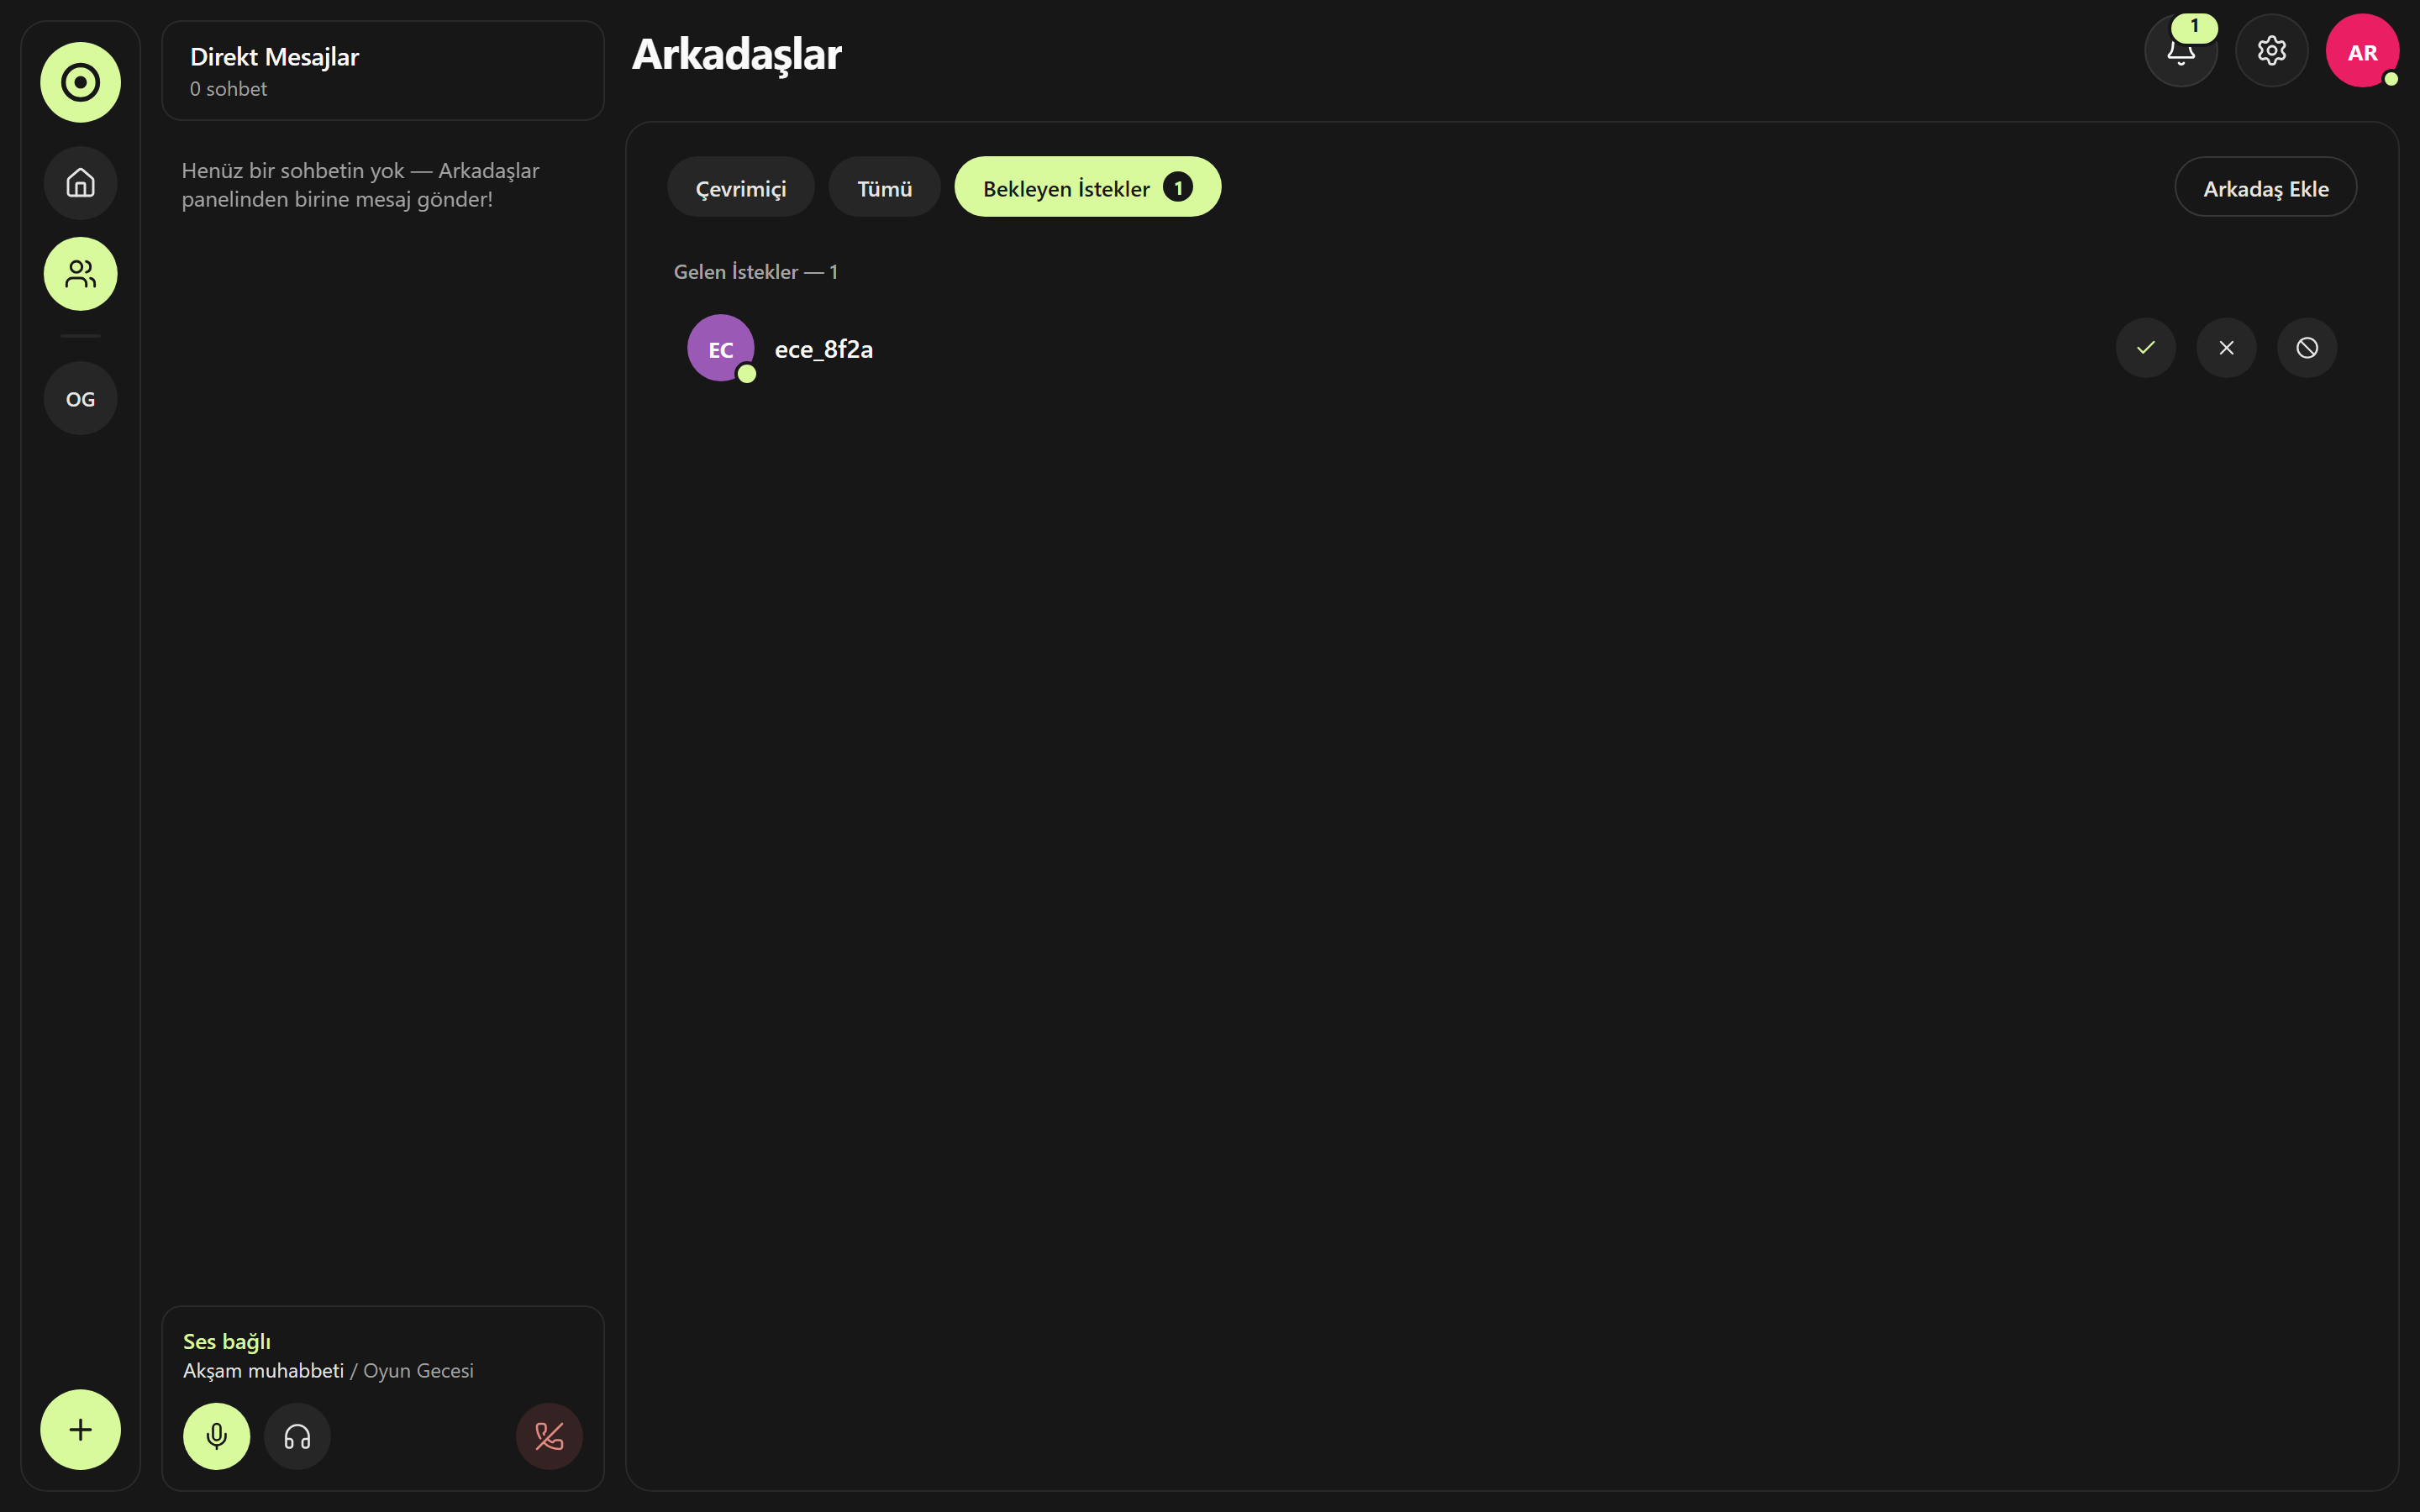 Direkt Mesajlar
0 sohbet
Henüz bir sohbetin yok — Arkadaşlar
panelinden birine mesaj gönder!
OG
Ses bağlı
Akşam muhabbeti / Oyun Gecesi
Arkadaşlar
1
AR
Çevrimiçi
Tümü
Bekleyen İstekler 1
Arkadaş Ekle
Gelen İstekler — 1
EC
ece_8f2a